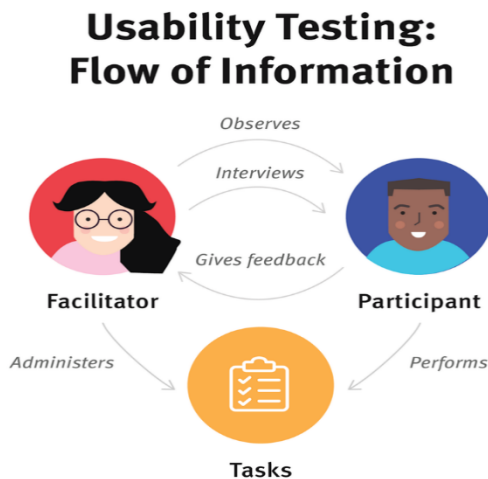 Usability Testing:
Flow of Information
Observes
Interviews
Gives feedback
Facilitator
Participant
Administers
Performs
Tasks